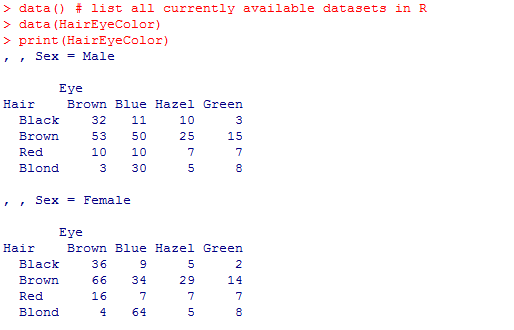 > data() # list all currently available datasets in R
> data(HairEyeColor)
> print(HairEyeColor)
, , Sex = Male
Eye
Hair Brown Blue Hazel Green
Black 32 11 10 3
Brown 53 50 25 15
Red 10 10 7 7
Blond 3 30 5 8
, , Sex = Female
Eye
Hair Brown Blue Hazel Green
Black 36 9 5 2
Brown 66 34 29 14
Red 16 7 7 7
Blond 4 64 5 8